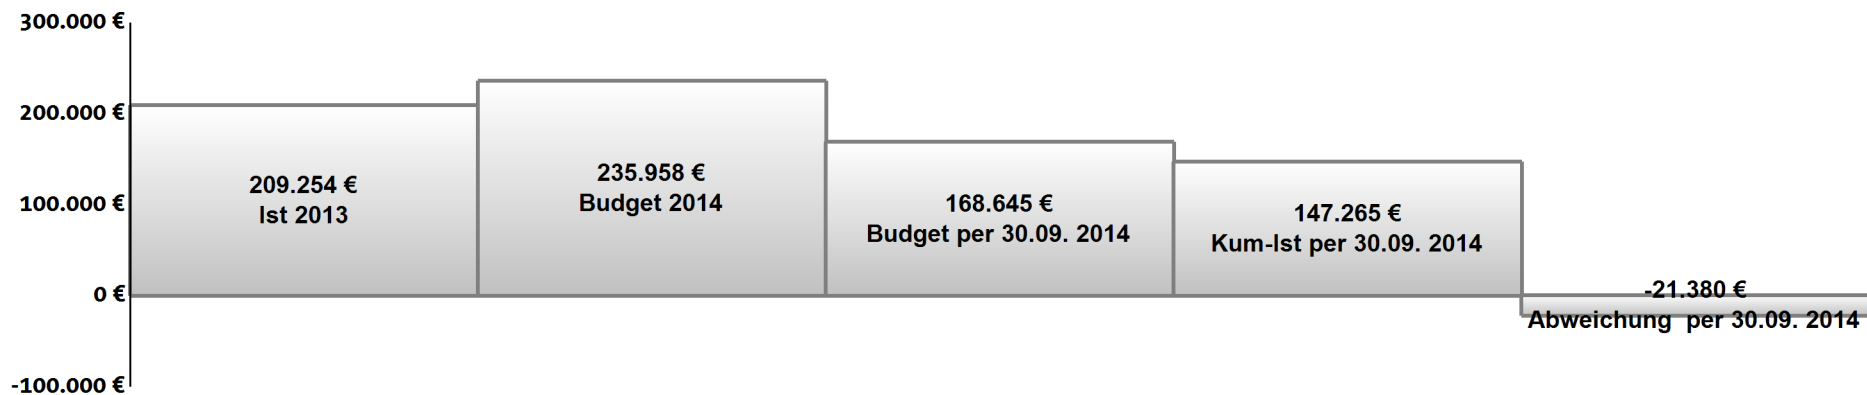 300.000 €
200.000 €
100.000 €
0 €
-100.000 €
209.254 €
Ist 2013
235.958 €
Budget 2014
168.645 €
Budget per 30.09. 2014
147.265 €
Kum-Ist per 30.09. 2014
-21.380 €
Abweichung  per 30.09. 2014